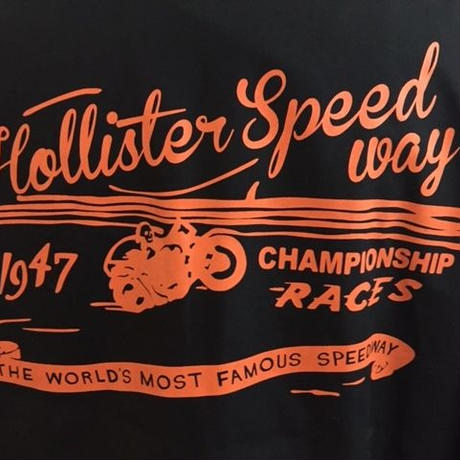 Hollister Speed
way
1947
CHAMPIONSHIP
RACES
THE WORLD'S MOST FAMOUS SPEEDWAY